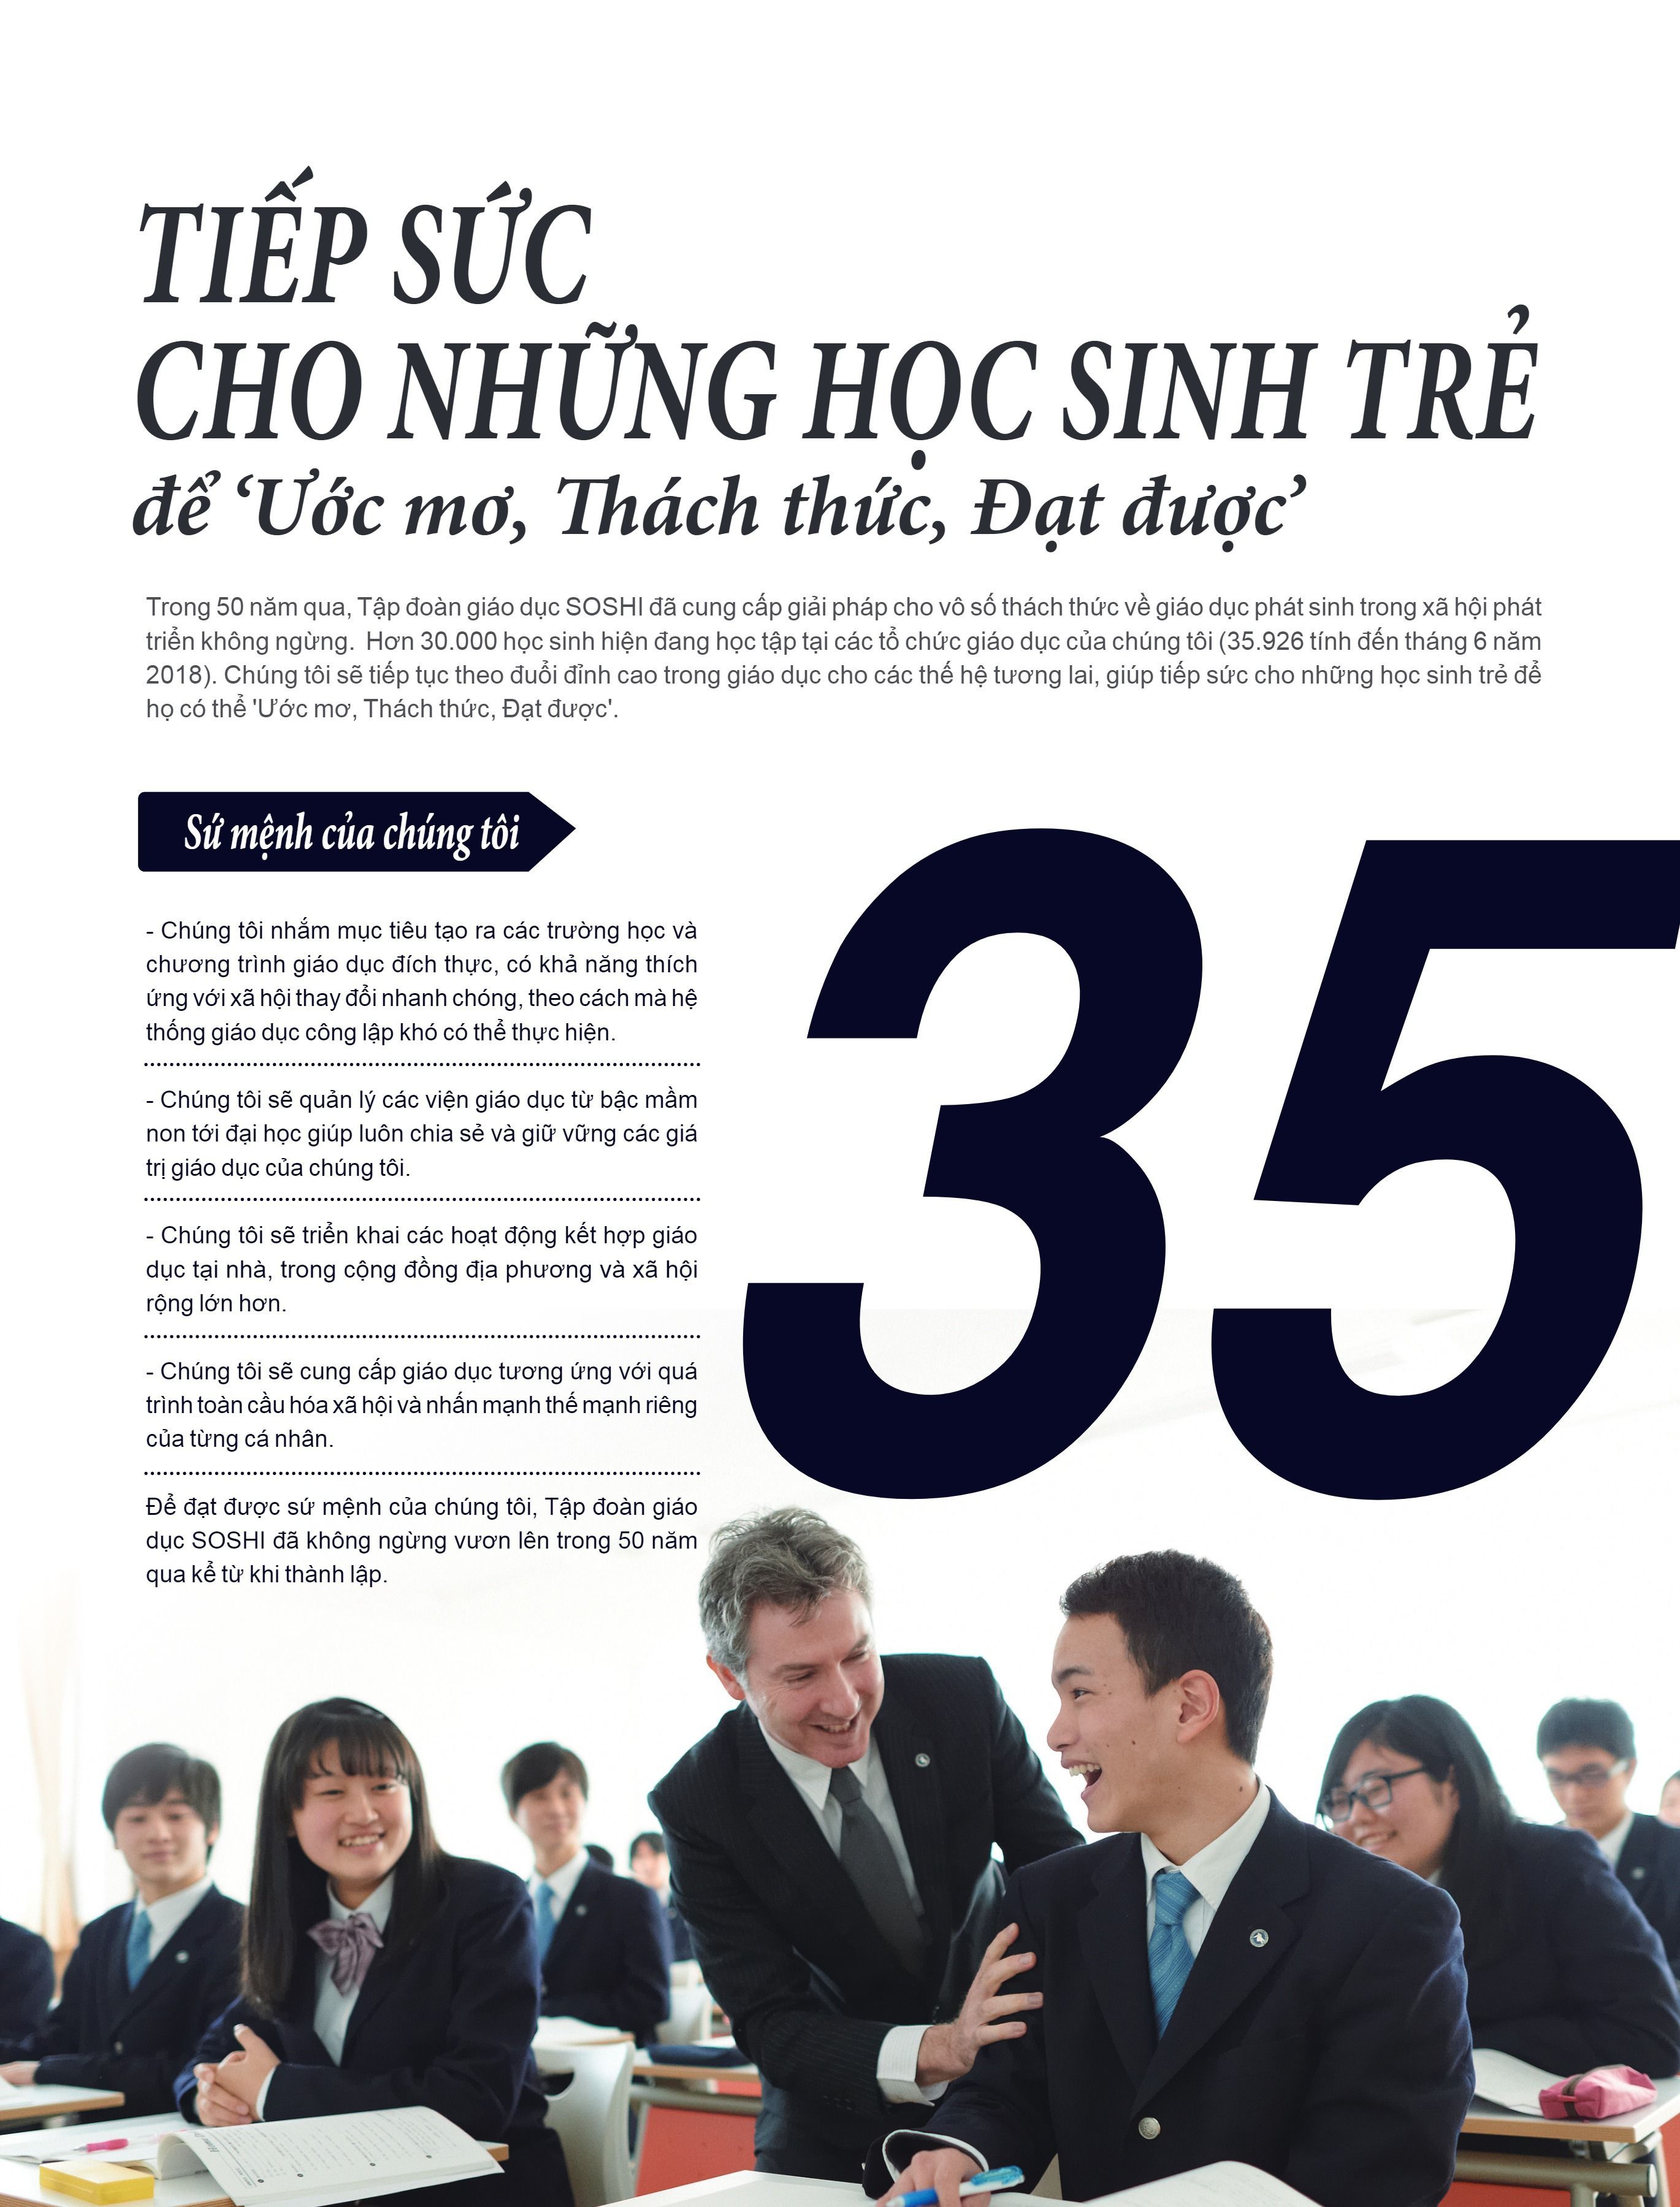 TIẾP SỨC
CHO NHỮNG HỌC SINH TRẺ
để ‘Ước mơ, Thách thức, Đạt được’
Trong 50 năm qua, Tập đoàn giáo dục SOSHI đã cung cấp giải pháp cho vô số thách thức về giáo dục phát sinh trong xã hội phát
triển không ngừng.  Hơn 30.000 học sinh hiện đang học tập tại các tổ chức giáo dục của chúng tôi (35.926 tính đến tháng 6 năm
2018). Chúng tôi sẽ tiếp tục theo đuổi đỉnh cao trong giáo dục cho các thế hệ tương lai, giúp tiếp sức cho những học sinh trẻ để
họ có thể 'Ước mơ, Thách thức, Đạt được'.
Sứ mệnh của chúng tôi
- Chúng tôi nhắm mục tiêu tạo ra các trường học và
chương trình giáo dục đích thực, có khả năng thích
ứng với xã hội thay đổi nhanh chóng, theo cách mà hệ
thống giáo dục công lập khó có thể thực hiện.
- Chúng tôi sẽ quản lý các viện giáo dục từ bậc mầm
non tới đại học giúp luôn chia sẻ và giữ vững các giá
trị giáo dục của chúng tôi.
- Chúng tôi sẽ triển khai các hoạt động kết hợp giáo
dục tại nhà, trong cộng đồng địa phương và xã hội
rộng lớn hơn.
- Chúng tôi sẽ cung cấp giáo dục tương ứng với quá
trình toàn cầu hóa xã hội và nhấn mạnh thế mạnh riêng
của từng cá nhân.
Để đạt được sứ mệnh của chúng tôi, Tập đoàn giáo
dục SOSHI đã không ngừng vươn lên trong 50 năm
qua kể từ khi thành lập.
35